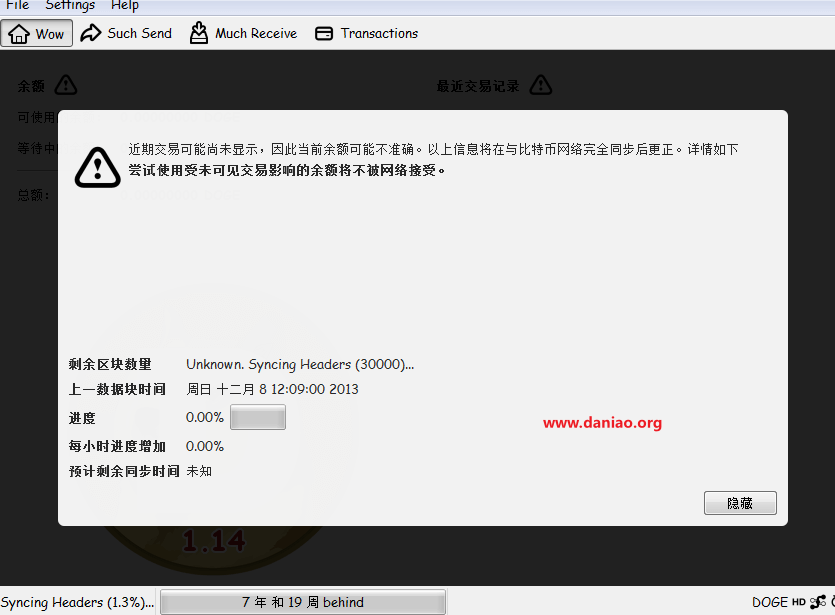 File Settings Help
Wow Such Send Much Receive Transactions
余额 最近交易记录
可使用
等待中
总额:
近期交易可能尚未显示，因此当前余额可能不准确。以上信息将在与比特币网络完全同步后更正。详情如下
尝试使用受未可见交易影响的余额将不被网络接受。
剩余区块数量 Unknown. Syncing Headers (30000)...
上一数据块时间 周日 十二月 8 12:09:00 2013
进度 0.00%
www.daniao.org
每小时进度增加 0.00%
预计剩余同步时间 未知
隐藏
1.14
Syncing Headers (1.3%)... 7 年 和 19 周 behind DOGE HD